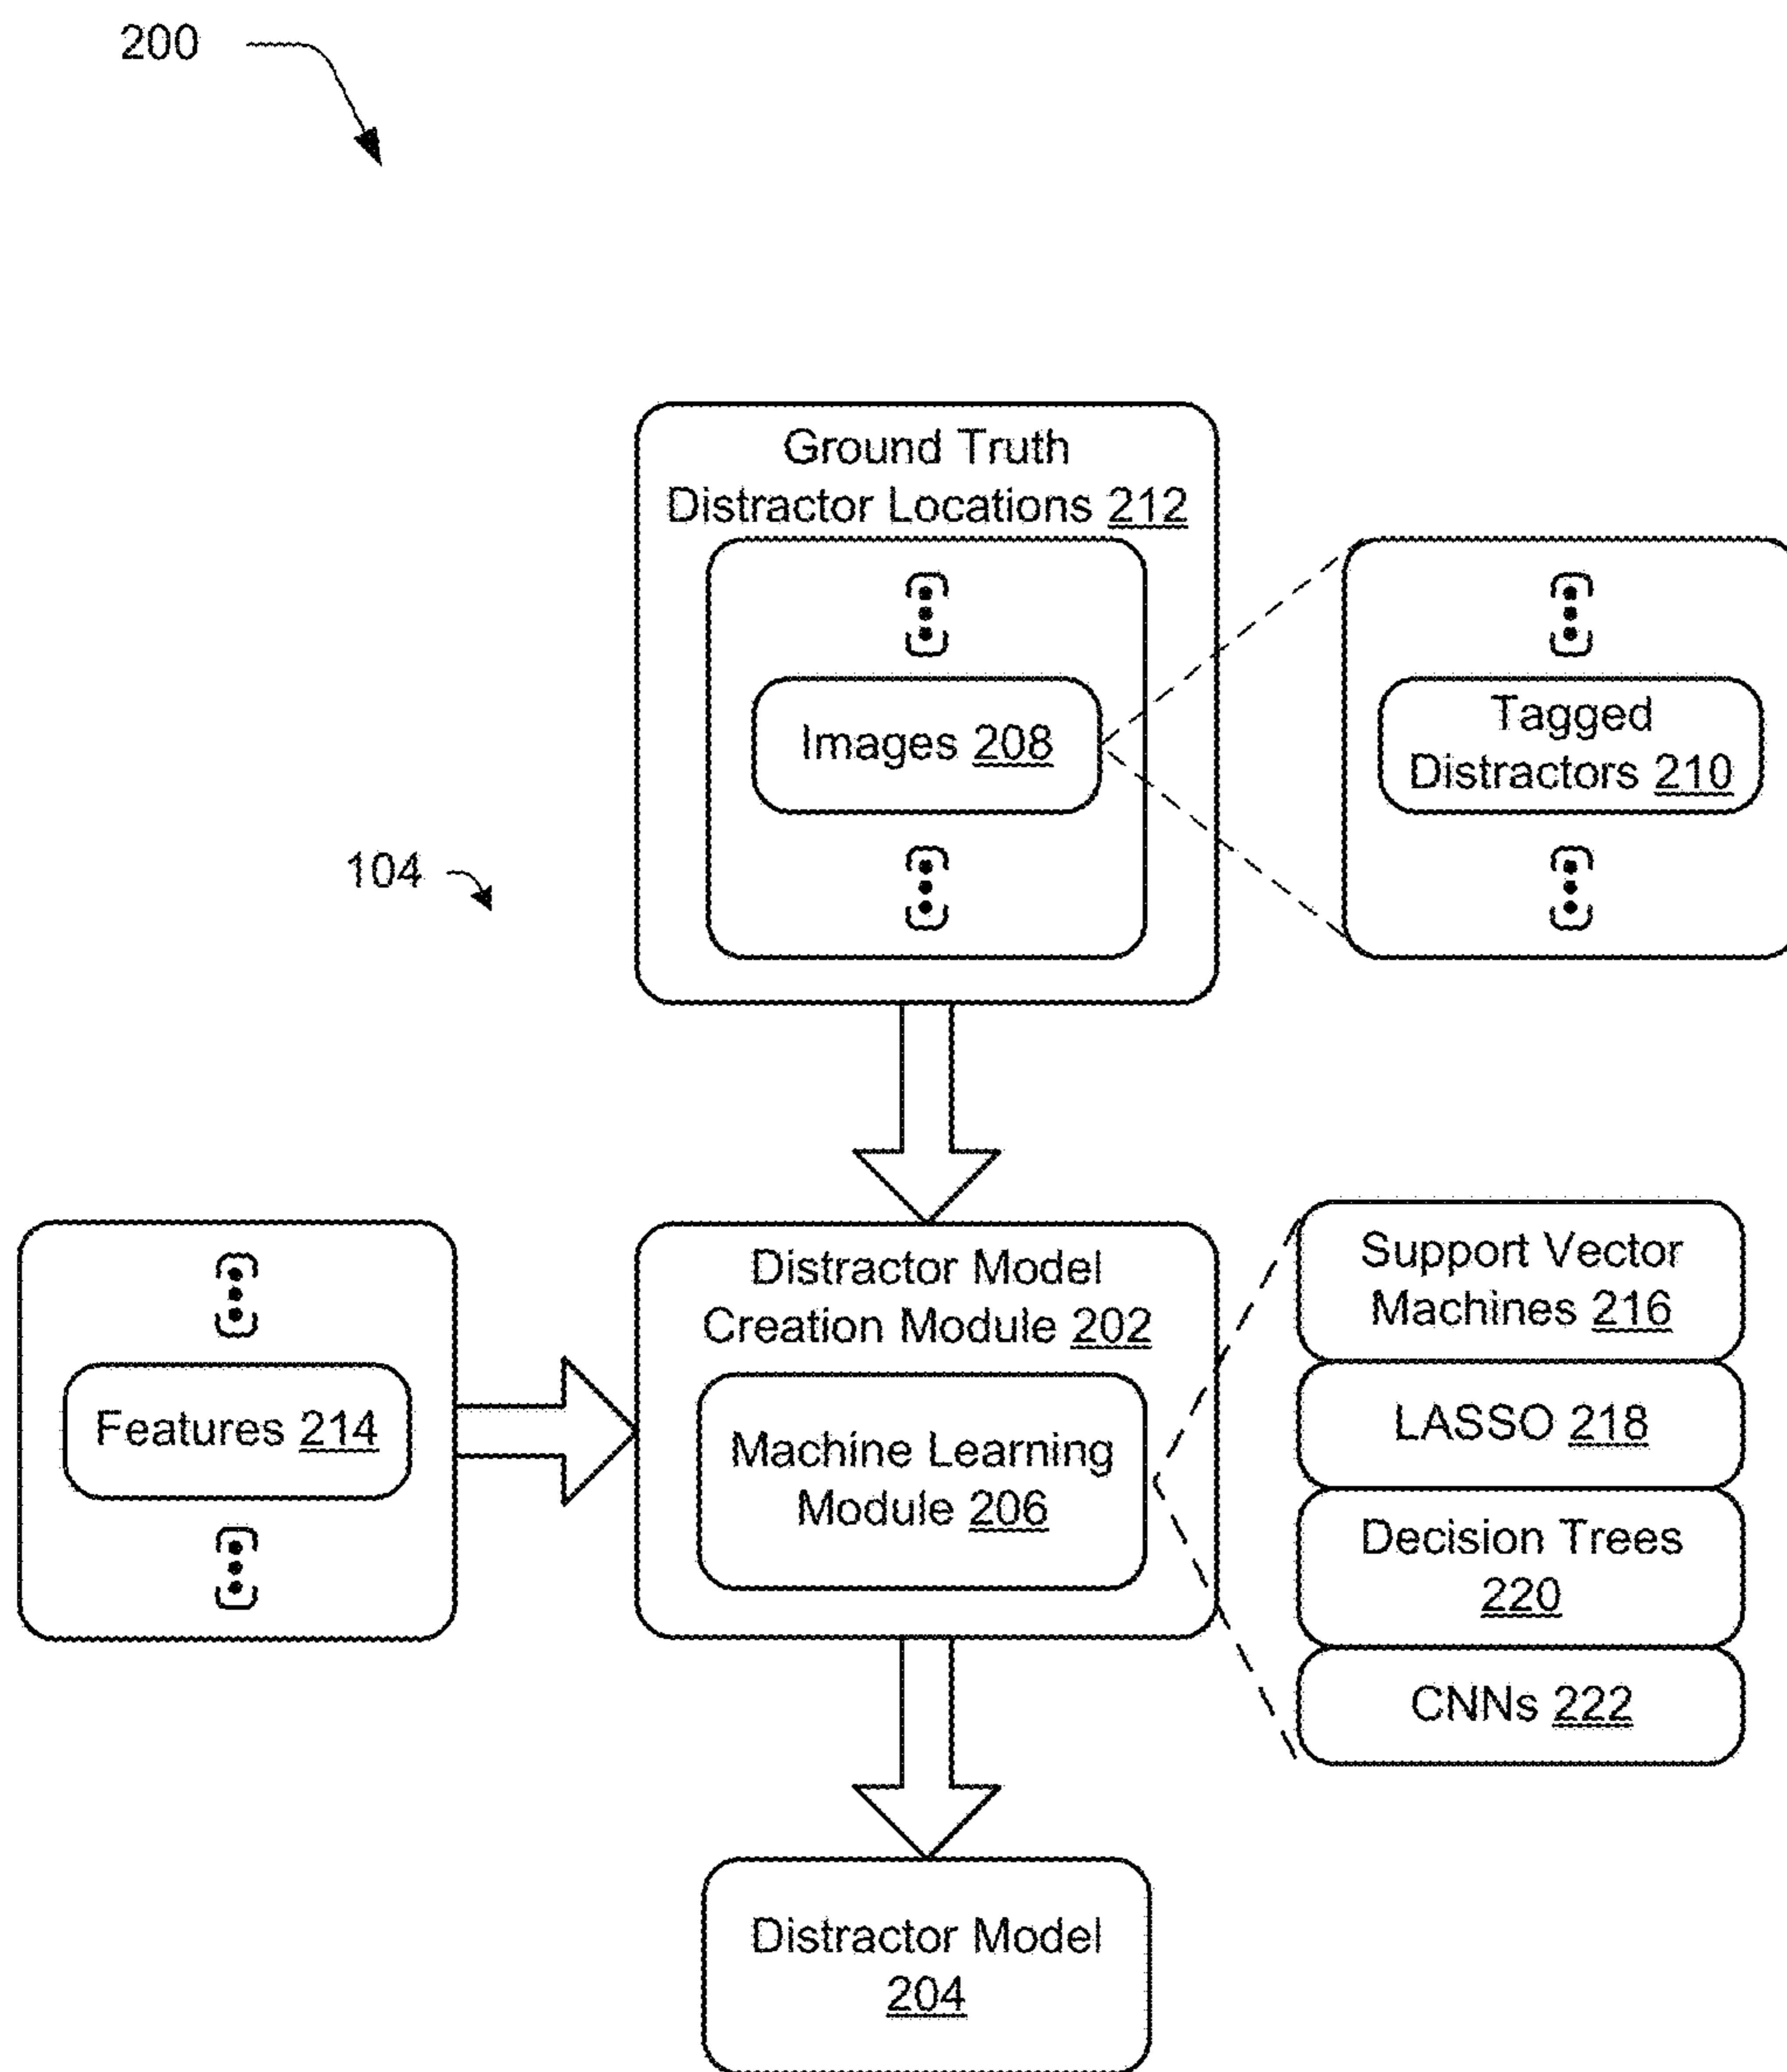 200
Ground Truth
Distractor Locations 212
Images 208
Tagged
Distractors 210
104
Features 214
Distractor Model
Creation Module 202
Machine Learning
Module 206
Support Vector
Machines 216
LASSO 218
Decision Trees
220
CNNs 222
Distractor Model
204